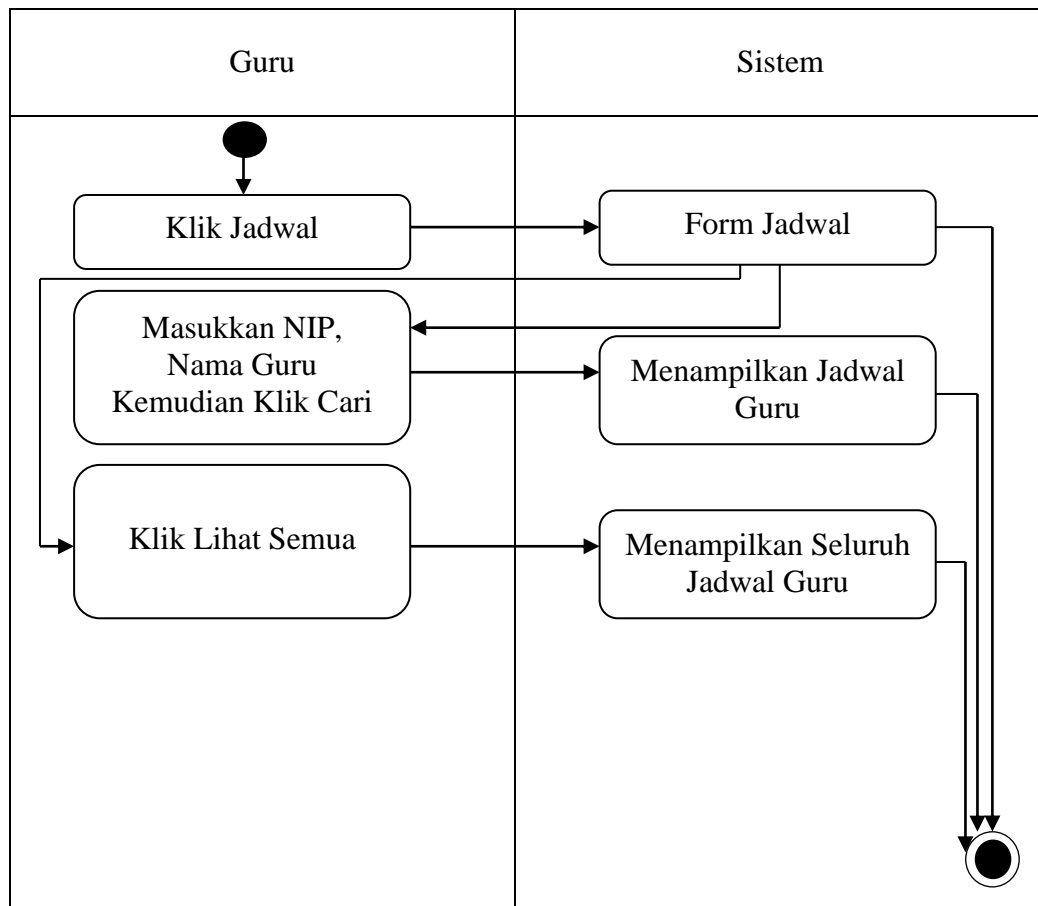 Guru
Sistem
Klik Jadwal
Form Jadwal
Masukkan NIP,
Nama Guru
Kemudian Klik Cari
Menampilkan Jadwal
Guru
Klik Lihat Semua
Menampilkan Seluruh
Jadwal Guru